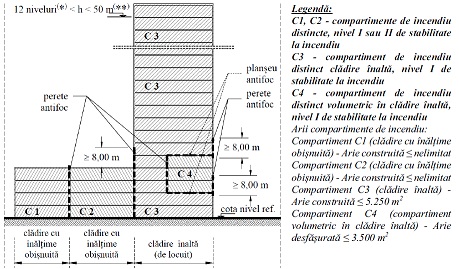 12 niveluri(*) < h < 50 m(**)
C 3
planșeu
antifoc
perete
antifoc
C 3
perete
antifoc
≥ 8,00 m
≥ 8,00 m
C 4
≥ 8,00 m
C 1
C 2
C 3
cota nivel ref.
clădire cu
înălțime
obișnuită
clădire cu
înălțime
obișnuită
clădire înaltă
(de locuit)
Legendă:
C1, C2 - compartimente de incendiu
distincte, nivel I sau II de stabilitate
la incendiu
C3 - compartiment de incendiu
distinct clădire înaltă, nivel I de
stabilitate la incendiu
C4 - compartiment de incendiu
distinct volumetric în clădire înaltă,
nivel I de stabilitate la incendiu
Arii compartimente de incendiu:
Compartiment C1 (clădire cu înălțime
obișnuită) - Arie construită ≤ nelimitat
Compartiment C2 (clădire cu înălțime
obișnuită) - Arie construită ≤ nelimitat
Compartiment C3 (clădire înaltă) -
Arie construită ≤ 5.250 m²
Compartiment C4 (compartiment
volumetric în clădire înaltă) - Arie
desfășurată ≤ 3.500 m²